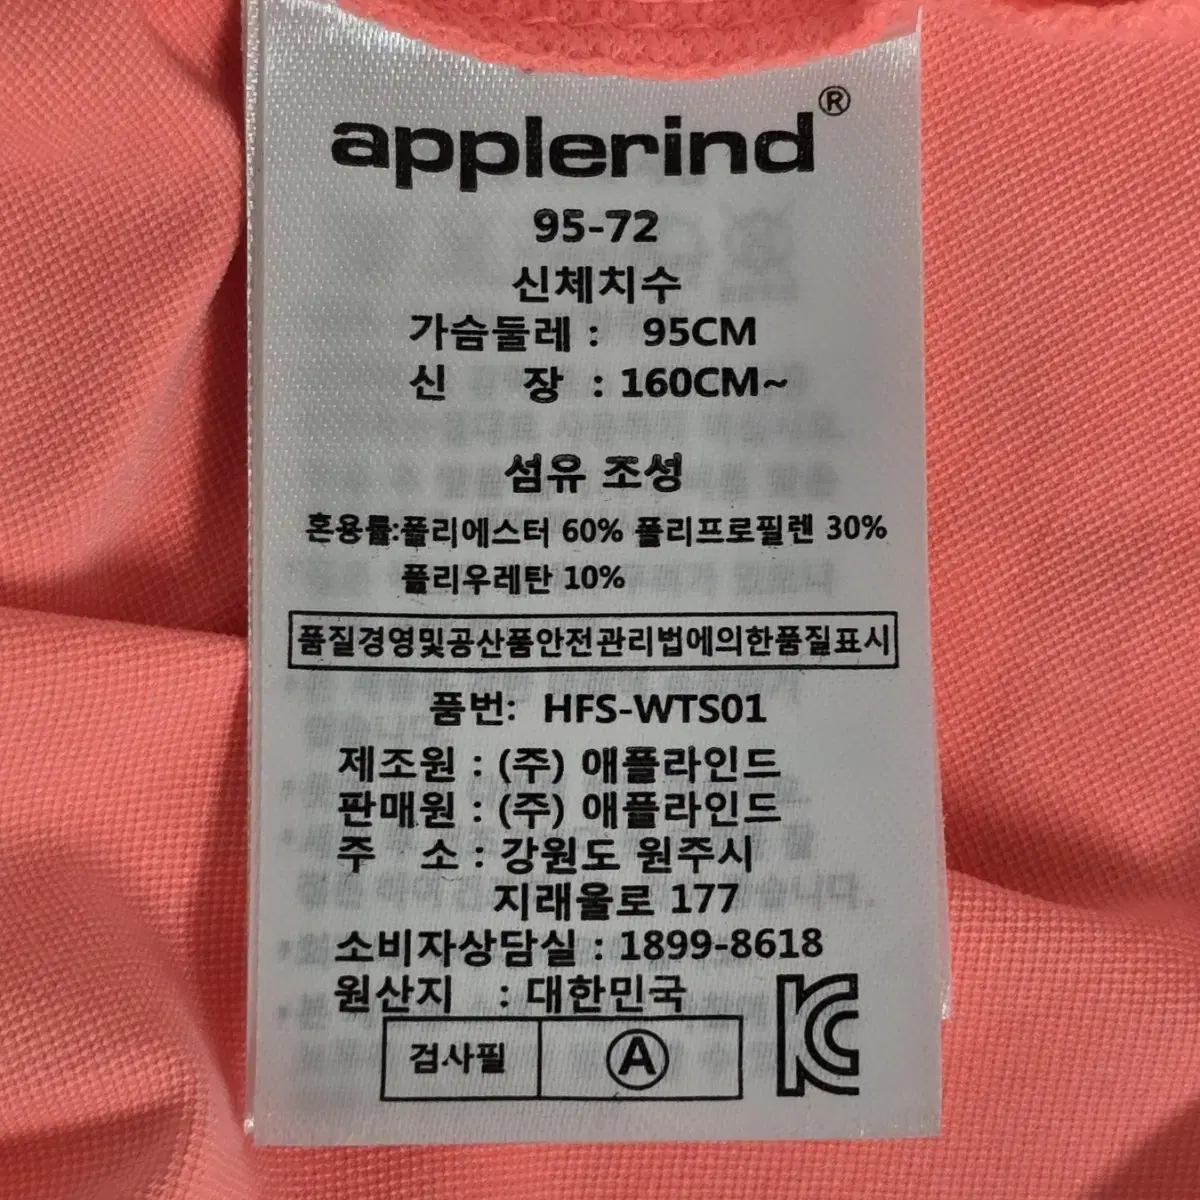 applerind®
95-72
신체치수
가슴둘레 : 95CM
신 장 : 160CM~
섬유 조성
혼용률:폴리에스터 60% 폴리프로필렌 30%
폴리우레탄 10%
품질경영및공산품안전관리법에의한품질표시
품번: HFS-WTS01
제조원 : (주) 애플라인드
판매원 : (주) 애플라인드
주 소 : 강원도 원주시
지래울로 177
소비자상담실 : 1899-8618
원산지 : 대한민국
검.사필 A
KC